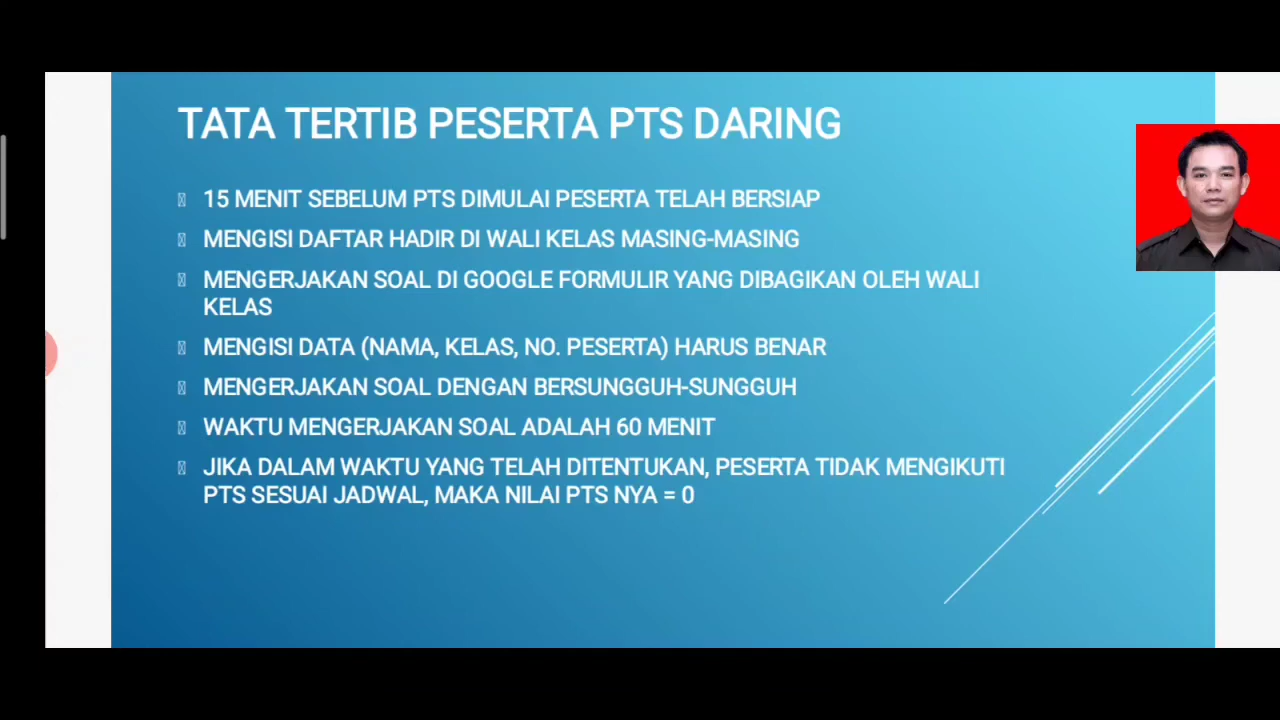 TATA TERTIB PESERTA PTS DARING
15 MENIT SEBELUM PTS DIMULAI PESERTA TELAH BERSIAP
MENGISI DAFTAR HADIR DI WALI KELAS MASING-MASING
MENGERJAKAN SOAL DI GOOGLE FORMULIR YANG DIBAGIKAN OLEH WALI
KELAS
MENGISI DATA (NAMA, KELAS, NO. PESERTA) HARUS BENAR
MENGERJAKAN SOAL DENGAN BERSUNGGUH-SUNGGUH
WAKTU MENGERJAKAN SOAL ADALAH 60 MENIT
JIKA DALAM WAKTU YANG TELAH DITENTUKAN, PESERTA TIDAK MENGIKUTI
PTS SESUAI JADWAL, MAKA NILAI PTS NYA = 0